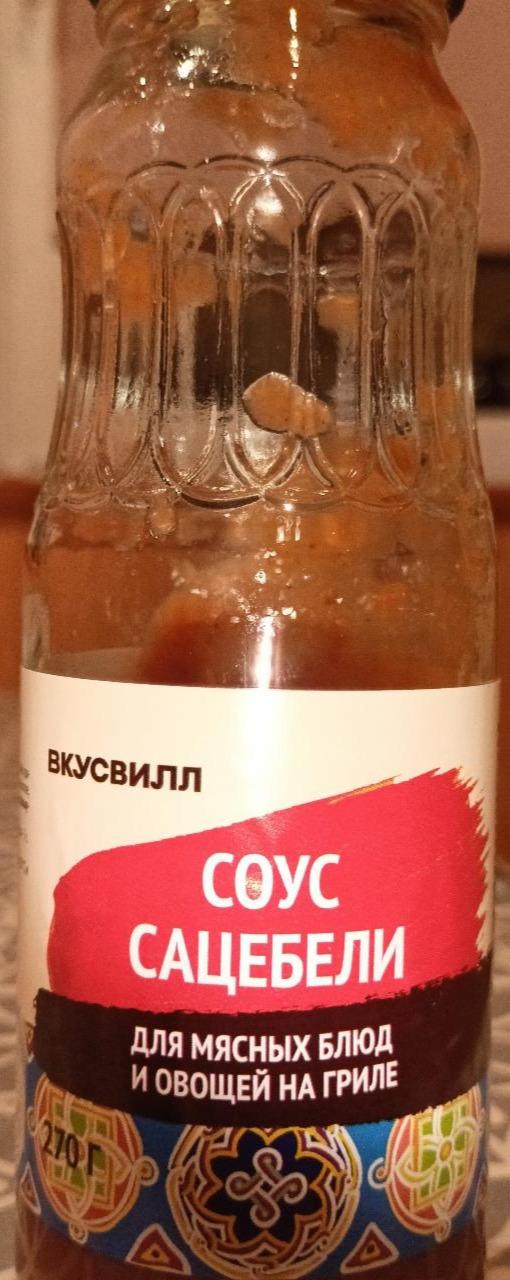 ВКУСВИЛЛ
СОУС
САЦЕБЕЛИ
ДЛЯ МЯСНЫХ БЛЮД
И ОВОЩЕЙ НА ГРИЛЕ
270 Г